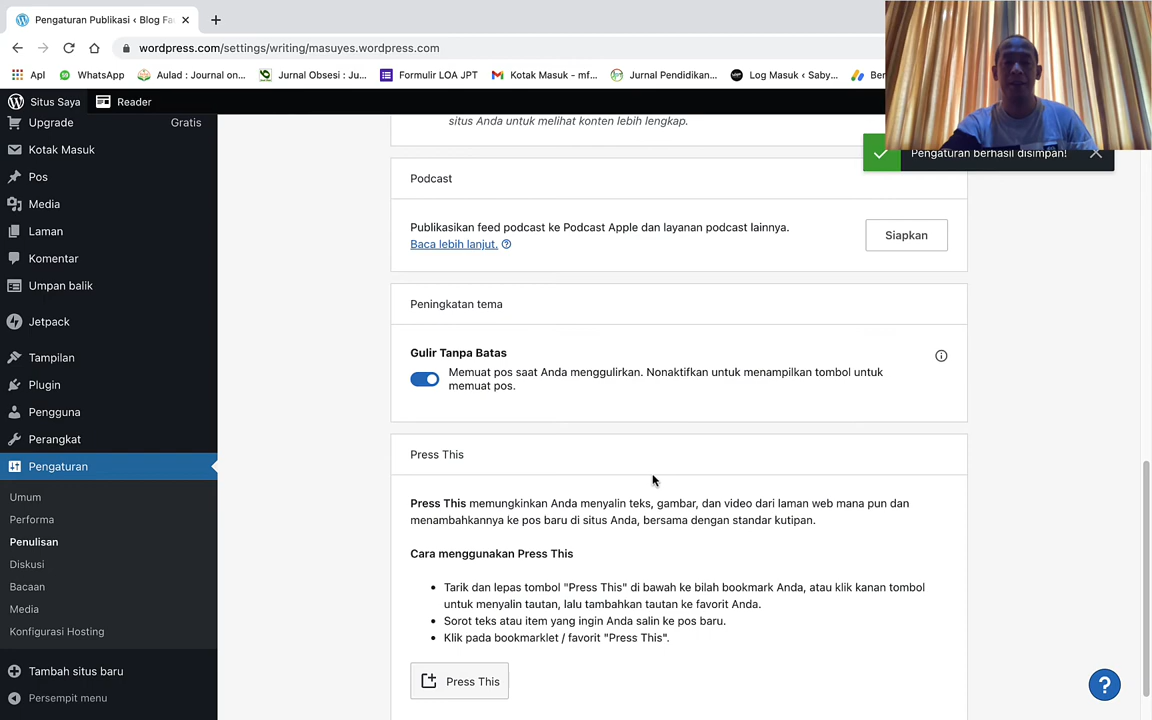 Pengaturan Publikasi ‹ Blog Fa
wordpress.com/settings/writing/masuyes.wordpress.com
Apl
WhatsApp
Aulad : Journal on...
Jurnal Obsesi : Ju...
Formulir LOA JPT
Kotak Masuk - mf...
Jurnal Pendidikan...
Log Masuk ‹ Saby...
Ber
Situs Saya
Reader
Upgrade
Gratis
Kotak Masuk
Pos
Media
Laman
Komentar
Umpan balik
Jetpack
Tampilan
Plugin
Pengguna
Perangkat
Pengaturan
Umum
Performa
Penulisan
Diskusi
Bacaan
Media
Konfigurasi Hosting
Tambah situs baru
Persempit menu
situs Anda untuk melihat konten lebih lengkap.
Pengaturan berhasil disimpan!
Podcast
Publikasikan feed podcast ke Podcast Apple dan layanan podcast lainnya.
Baca lebih lanjut.
Siapkan
Peningkatan tema
Gulir Tanpa Batas
Memuat pos saat Anda menggulirkan. Nonaktifkan untuk menampilkan tombol untuk
memuat pos.
Press This
Press This memungkinkan Anda menyalin teks, gambar, dan video dari laman web mana pun dan
menambahkannya ke pos baru di situs Anda, bersama dengan standar kutipan.
Cara menggunakan Press This
• Tarik dan lepas tombol "Press This" di bawah ke bilah bookmark Anda, atau klik kanan tombol
untuk menyalin tautan, lalu tambahkan tautan ke favorit Anda.
• Sorot teks atau item yang ingin Anda salin ke pos baru.
• Klik pada bookmarklet / favorit "Press This".
Press This